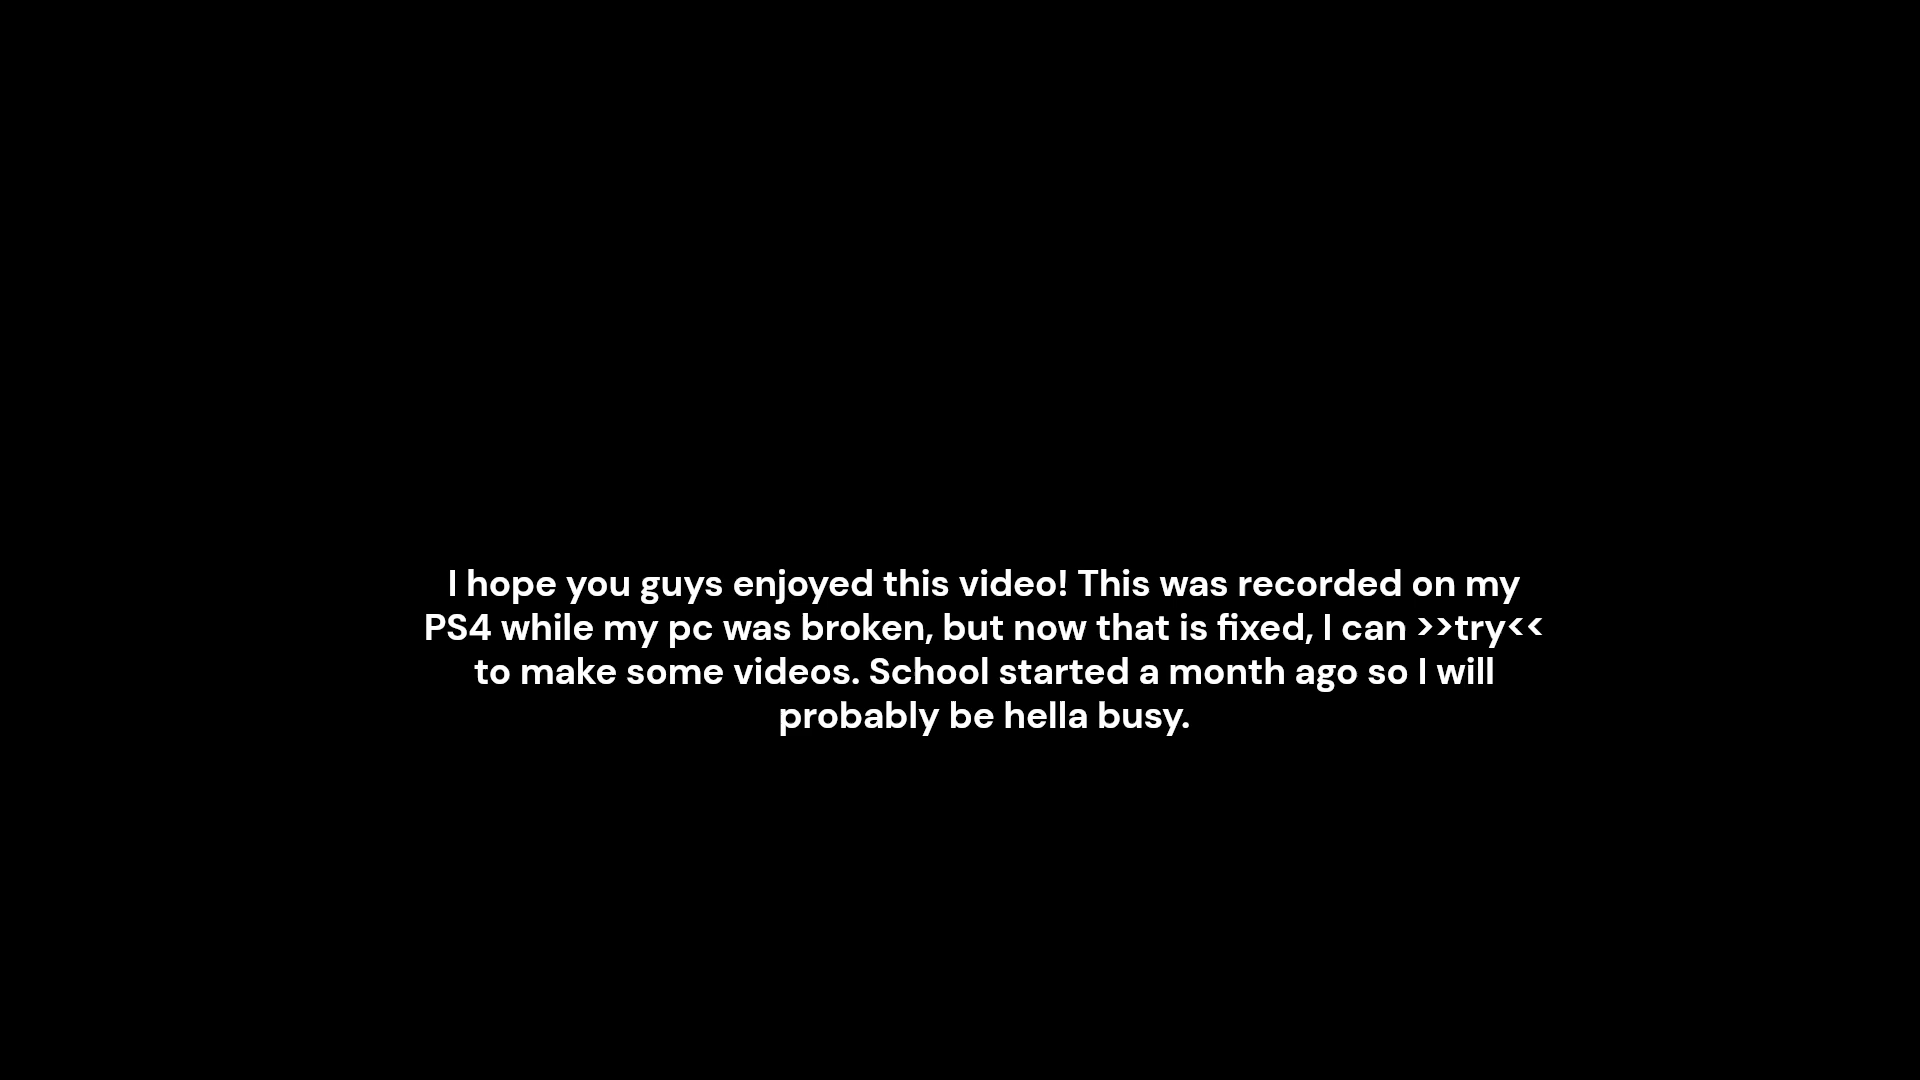 I hope you guys enjoyed this video! This was recorded on my
PS4 while my pc was broken, but now that is fixed, I can >>try<<
to make some videos. School started a month ago so I will
probably be hella busy.